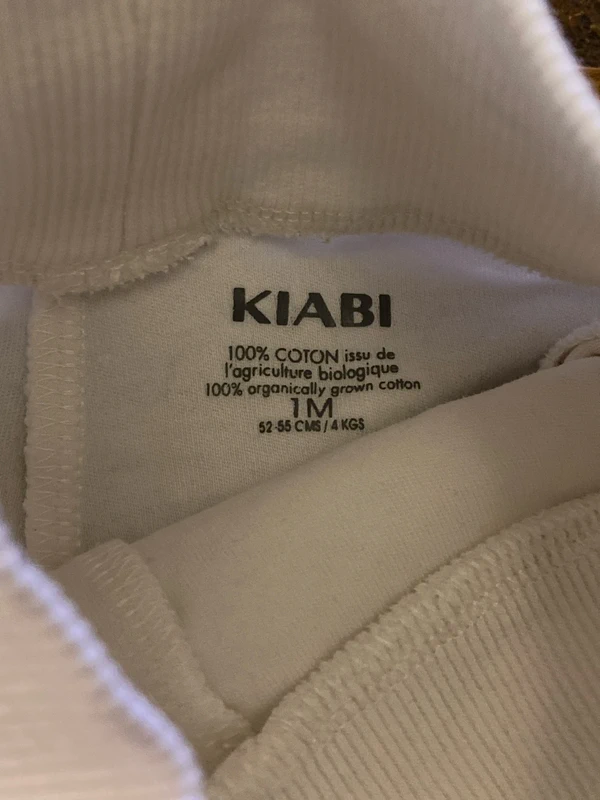 KIABI
100% COTON issu de
l'agriculture biologique
100% organically grown cotton
1M
52-55 CMS / 4 KGS